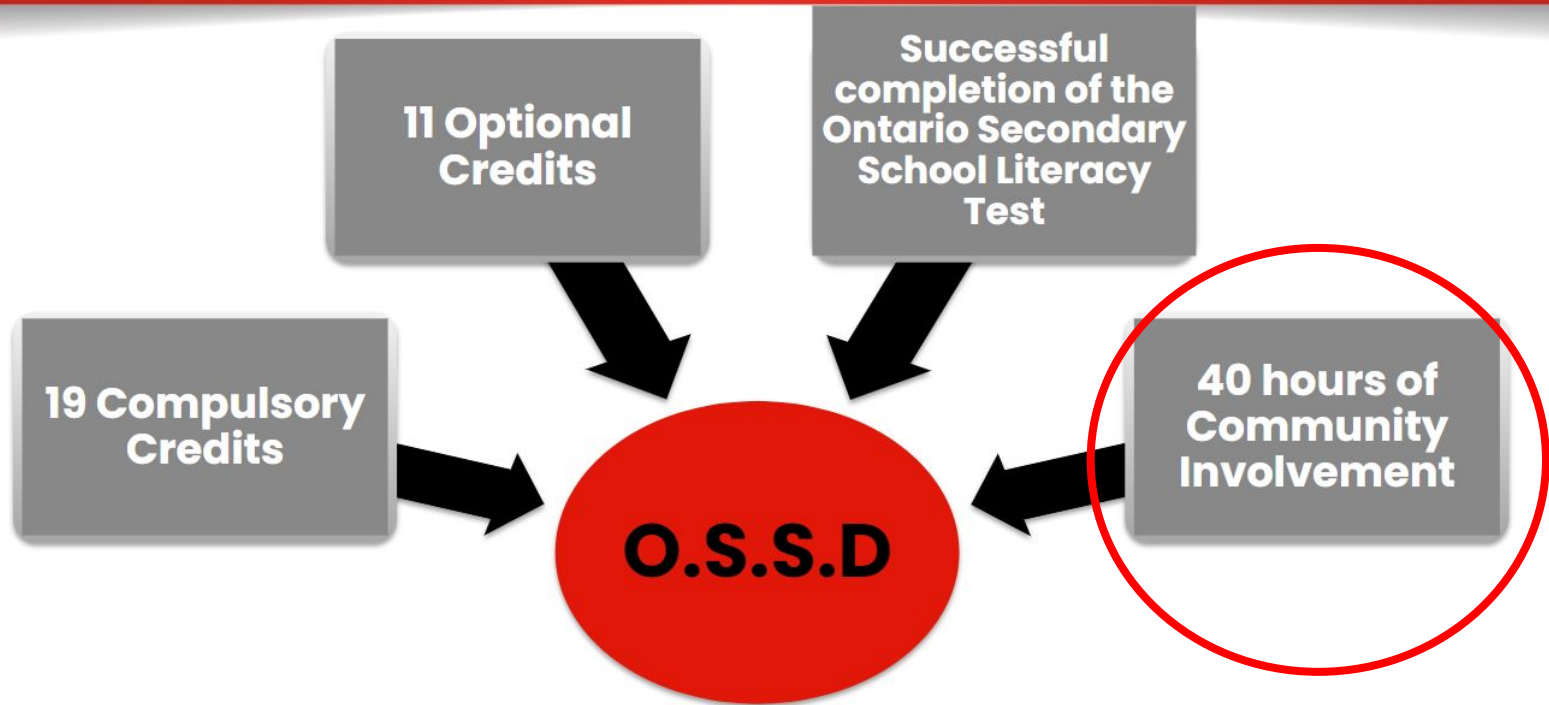 11 Optional
Credits
Successful
completion of the
Ontario Secondary
School Literacy
Test
19 Compulsory
Credits
40 hours of
Community
Involvement
O.S.S.D